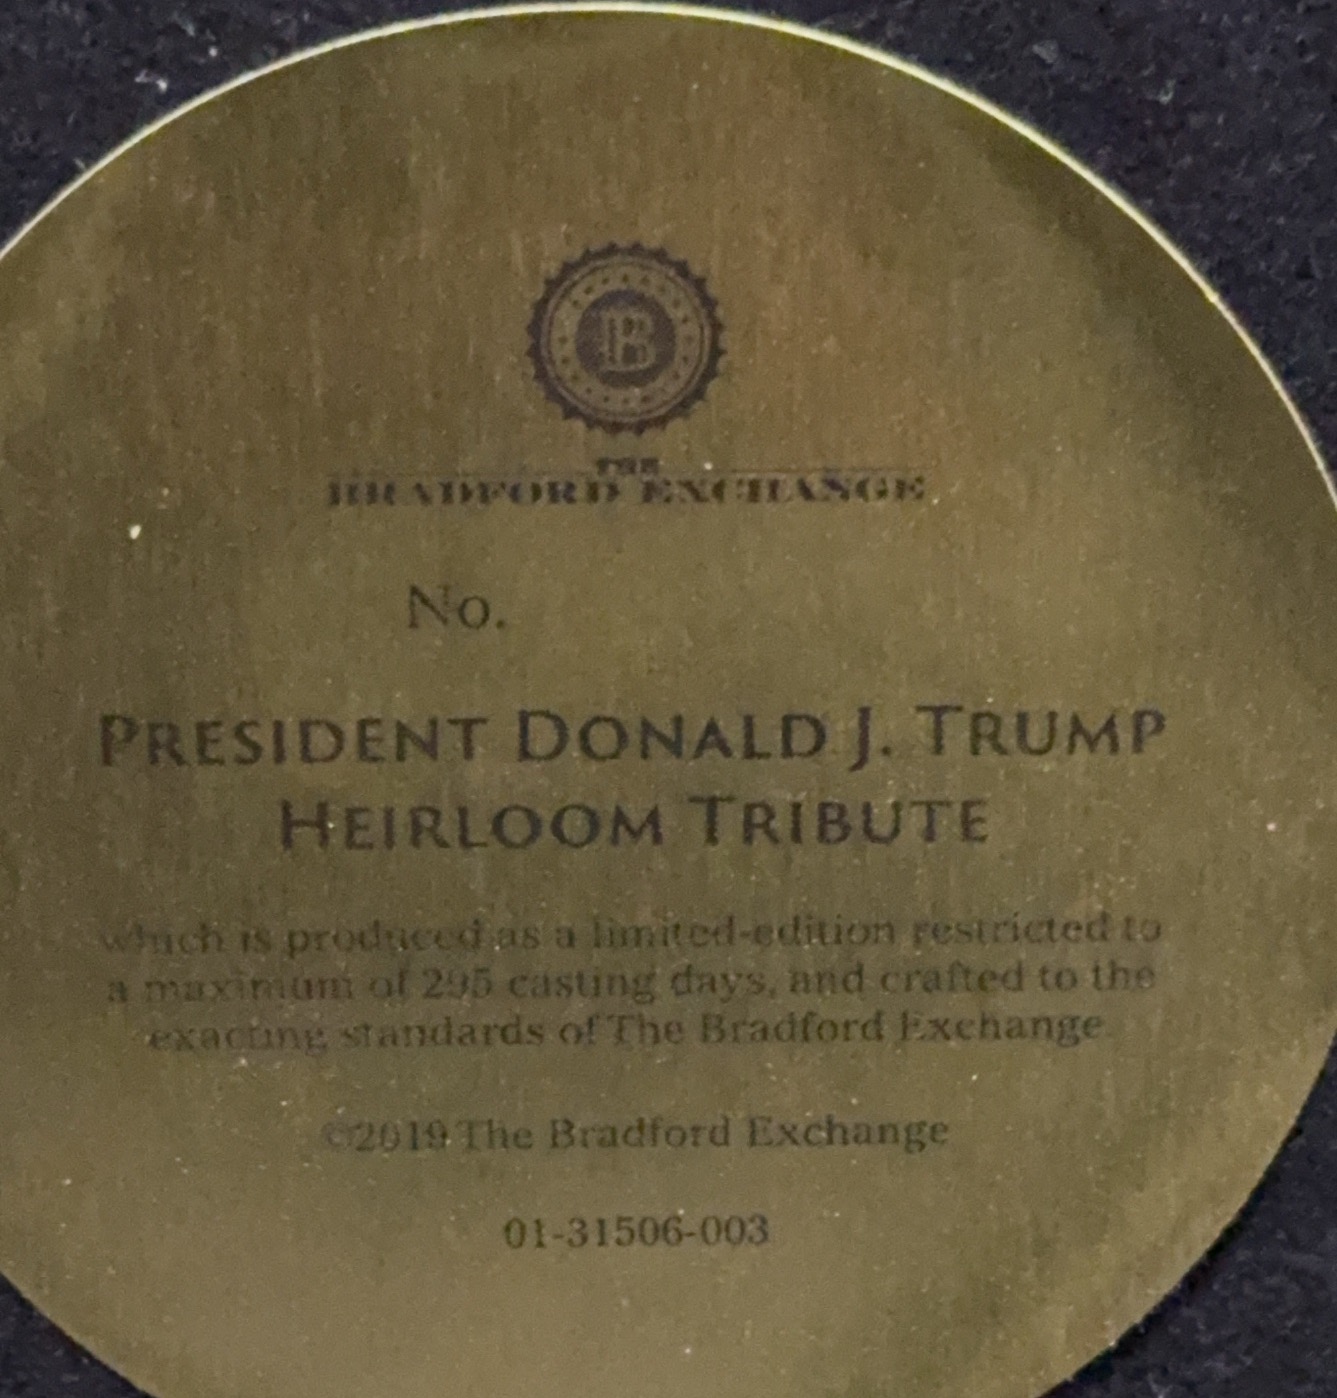 B
THE
BRADFORD EXCHANGE
No.
PRESIDENT DONALD J. TRUMP
HEIRLOOM TRIBUTE
which is produced as a limited-edition restricted to
a maximum of 295 casting days, and crafted to the
exacting standards of The Bradford Exchange
©2019 The Bradford Exchange
01-31506-003